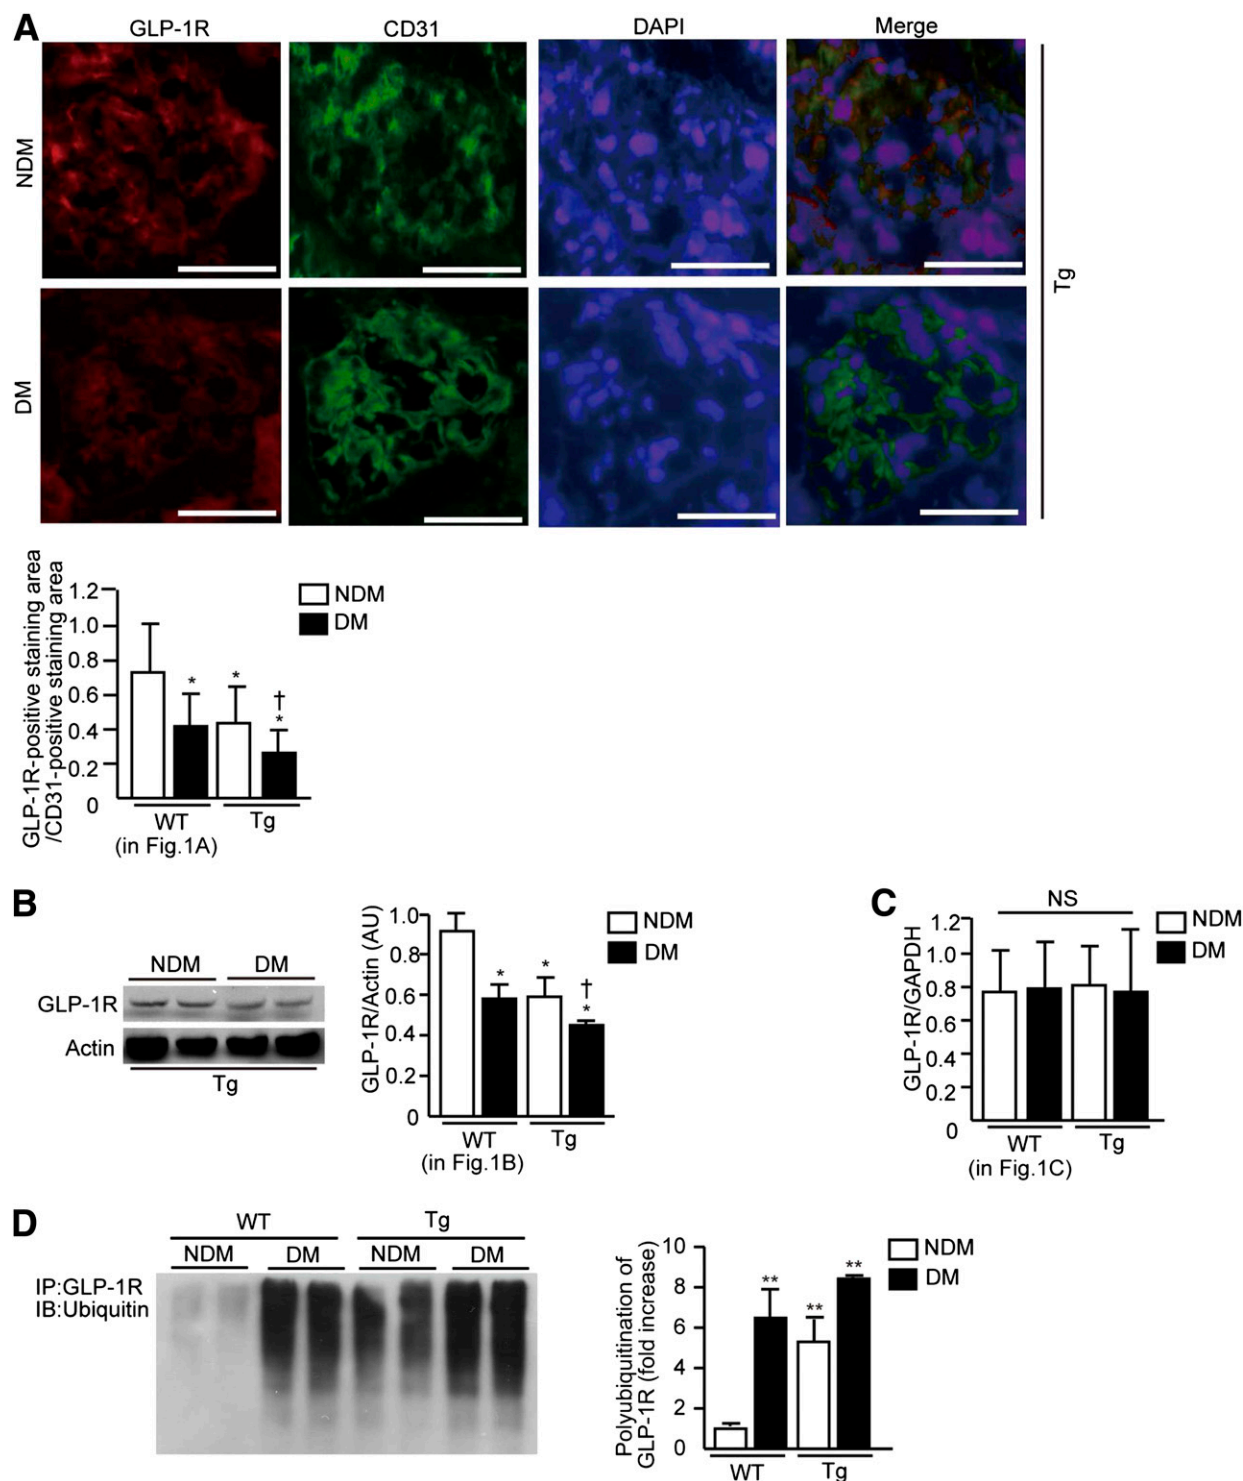 A
GLP-1R CD31 DAPI Merge
NDM
DM
Tg
GLP-1R-positive staining area
/CD31-positive staining area
1.2
1.0
0.8
0.6
0.4
0.2
0
* * † *
NDM
DM
WT Tg
(in Fig.1A)
B
NDM DM
GLP-1R
Actin
Tg
GLP-1R/Actin (AU)
1.0
0.8
0.6
0.4
0.2
0
* * † *
NDM
DM
WT Tg
(in Fig.1B)
C
GLP-1R/GAPDH
1.2
1.0
0.8
0.6
0.4
0.2
0
NS
NDM
DM
WT Tg
(in Fig.1C)
D
WT Tg
NDM DM NDM DM
IP:GLP-1R
IB:Ubiquitin
Polyubiquitination of
GLP-1R (fold increase)
10
8
6
4
2
0
** ** **
NDM
DM
WT Tg